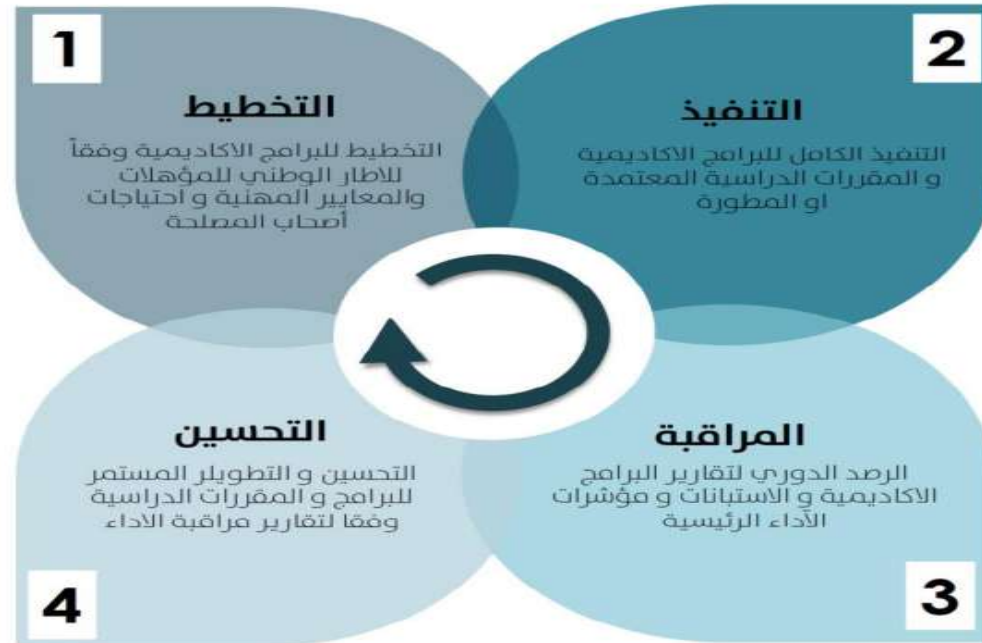 1
التخطيط
التخطيط للبرامج الاكاديمية وفقاً
للاطار الوطني للمؤهلات
والمعايير المهنية و احتياجات
أصحاب المصلحة
2
التنفيذ
التنفيذ الكامل للبرامج الاكاديمية
و المقررات الدراسية المعتمدة
او المطورة
المراقبة
الرصد الدوري لتقارير البرامج
الاكاديمية و الاستبانات و مؤشرات
الآداء الرئيسية
3
التحسين
التحسين و التطويلر المستمر
للبرامج و المقررات الدراسية
وفقا لتقارير مراقبة الاداء
4